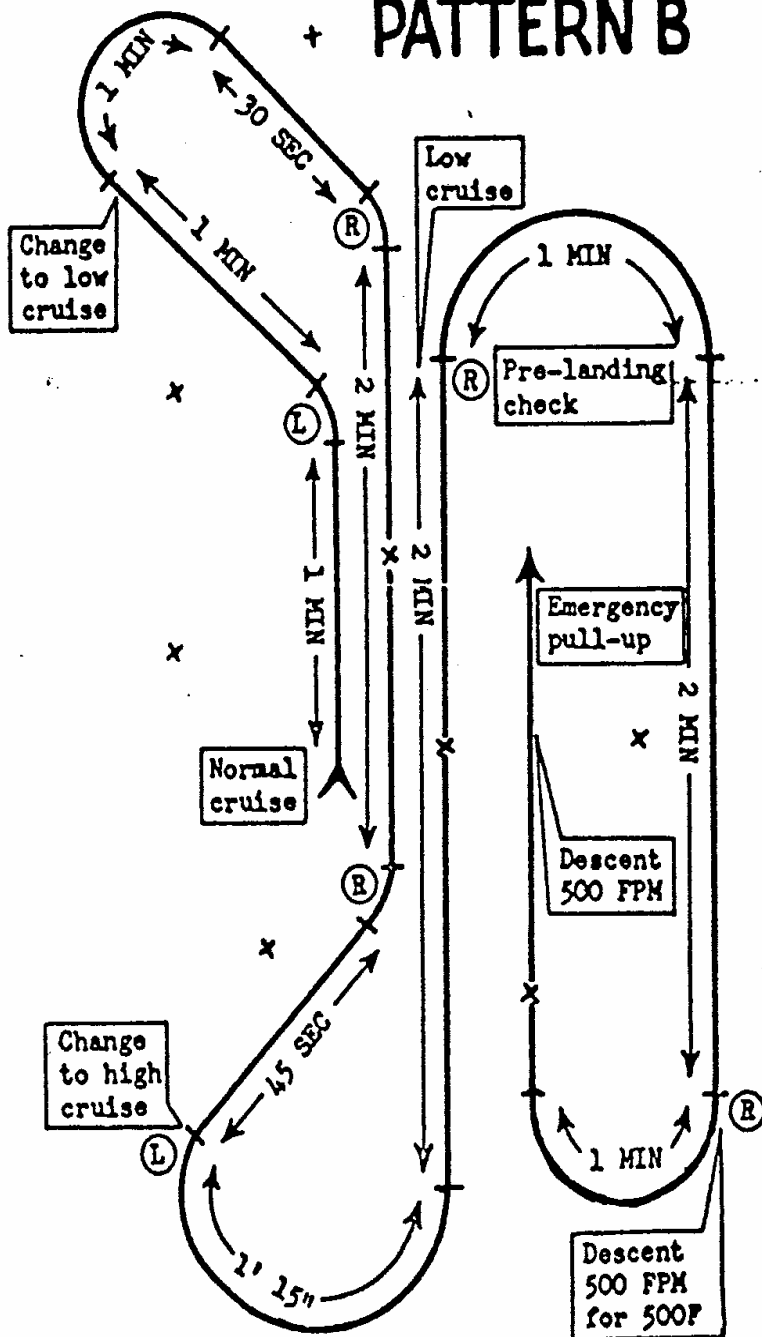 PATTERN B
1 MIN
30 SEC
Low
cruise
R
1 MIN
Change
to low
cruise
1 MIN
R
Pre-landing
check
L
2 MIN
1 MIN
2 MIN
Emergency
pull-up
2 MIN
Normal
cruise
Descent
500 FPM
R
45 SEC
Change
to high
cruise
L
R
1 MIN
1' 15"
Descent
500 FPM
for 500F